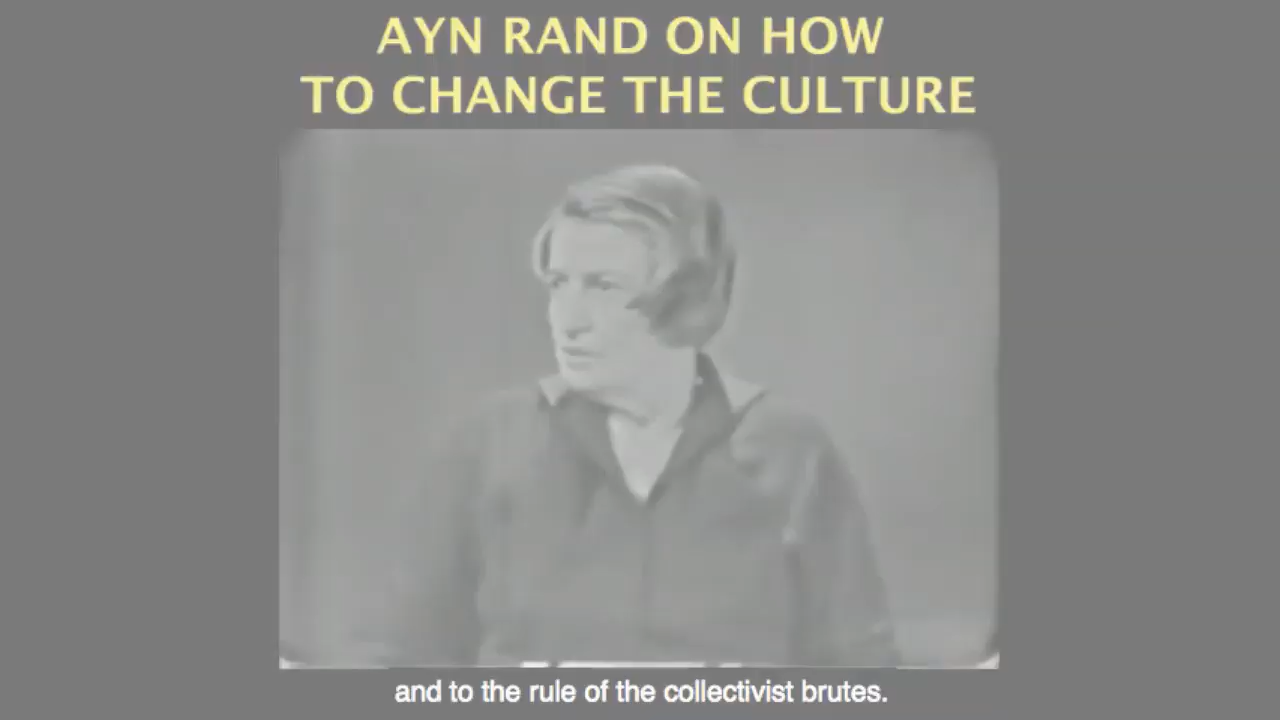 AYN RAND ON HOW
TO CHANGE THE CULTURE
and to the rule of the collectivist brutes.